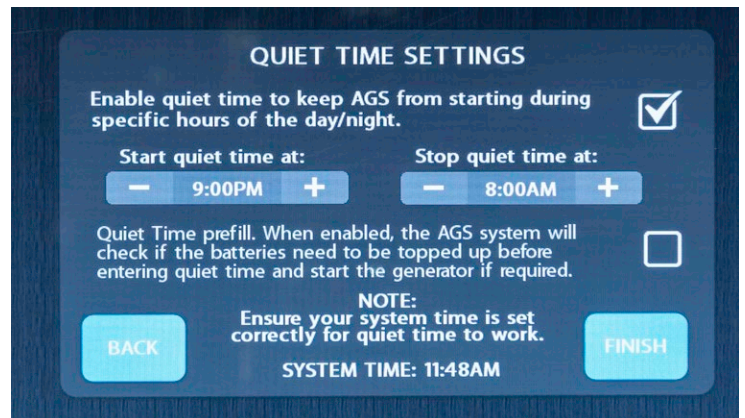 QUIET TIME SETTINGS
Enable quiet time to keep AGS from starting during
specific hours of the day/night.
Start quiet time at:
Stop quiet time at:
− 9:00PM +
− 8:00AM +
Quiet Time prefill. When enabled, the AGS system will
check if the batteries need to be topped up before
entering quiet time and start the generator if required.
NOTE:
Ensure your system time is set
correctly for quiet time to work.
BACK
FINISH
SYSTEM TIME: 11:48AM